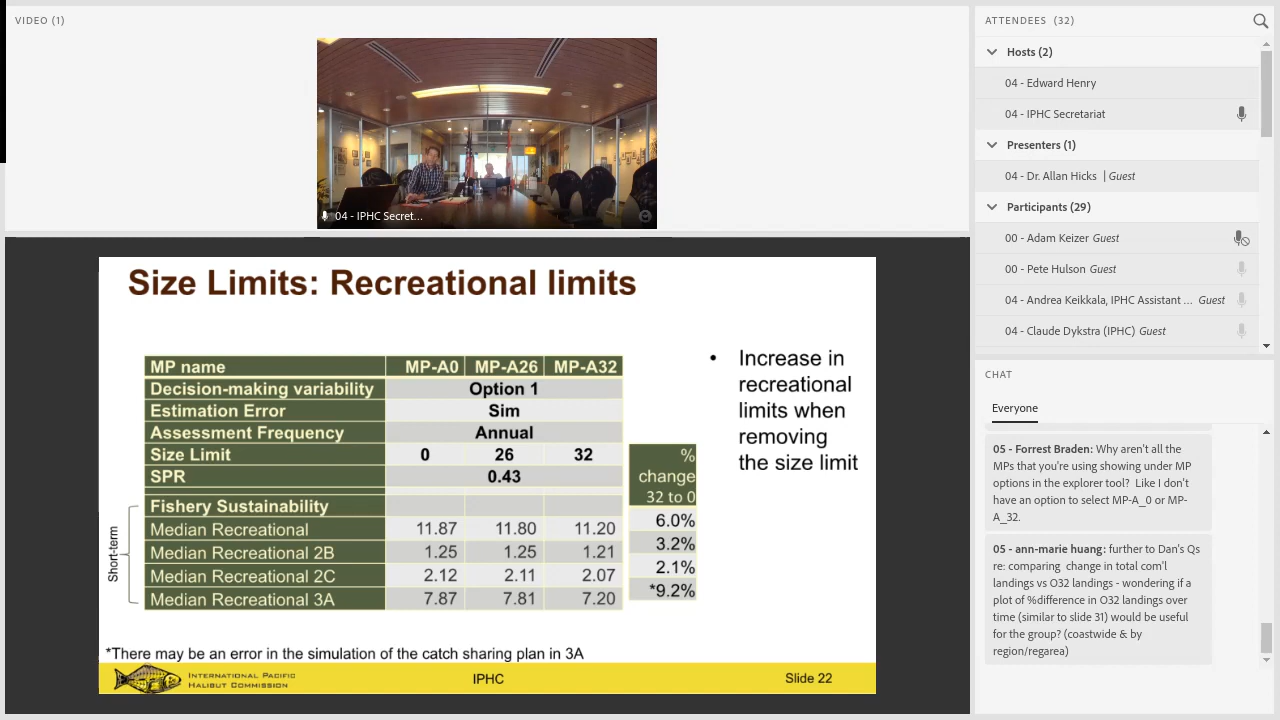 VIDEO (1)
04 - IPHC Secret...
Size Limits: Recreational limits
MP name MP-A0 MP-A26 MP-A32
Decision-making variability Option 1
Estimation Error Sim
Assessment Frequency Annual
Size Limit 0 26 32
SPR 0.43
% change 32 to 0
Fishery Sustainability
Median Recreational 11.87 11.80 11.20 6.0%
Median Recreational 2B 1.25 1.25 1.21 3.2%
Median Recreational 2C 2.12 2.11 2.07 2.1%
Median Recreational 3A 7.87 7.81 7.20 *9.2%
Short-term
• Increase in
recreational
limits when
removing
the size limit
*There may be an error in the simulation of the catch sharing plan in 3A
INTERNATIONAL PACIFIC
HALIBUT COMMISSION
IPHC
Slide 22
ATTENDEES (32)
Hosts (2)
04 - Edward Henry
04 - IPHC Secretariat
Presenters (1)
04 - Dr. Allan Hicks | Guest
Participants (29)
00 - Adam Keizer Guest
00 - Pete Hulson Guest
04 - Andrea Keikkala, IPHC Assistant ... Guest
04 - Claude Dykstra (IPHC) Guest
CHAT
Everyone
05 - Forrest Braden: Why aren't all the
MPs that you're using showing under MP
options in the explorer tool? Like I don't
have an option to select MP-A_0 or MP-
A_32.
05 - ann-marie huang: further to Dan's Qs
re: comparing change in total com'l
landings vs O32 landings - wondering if a
plot of %difference in O32 landings over
time (similar to slide 31) would be useful
for the group? (coastwide & by
region/regarea)